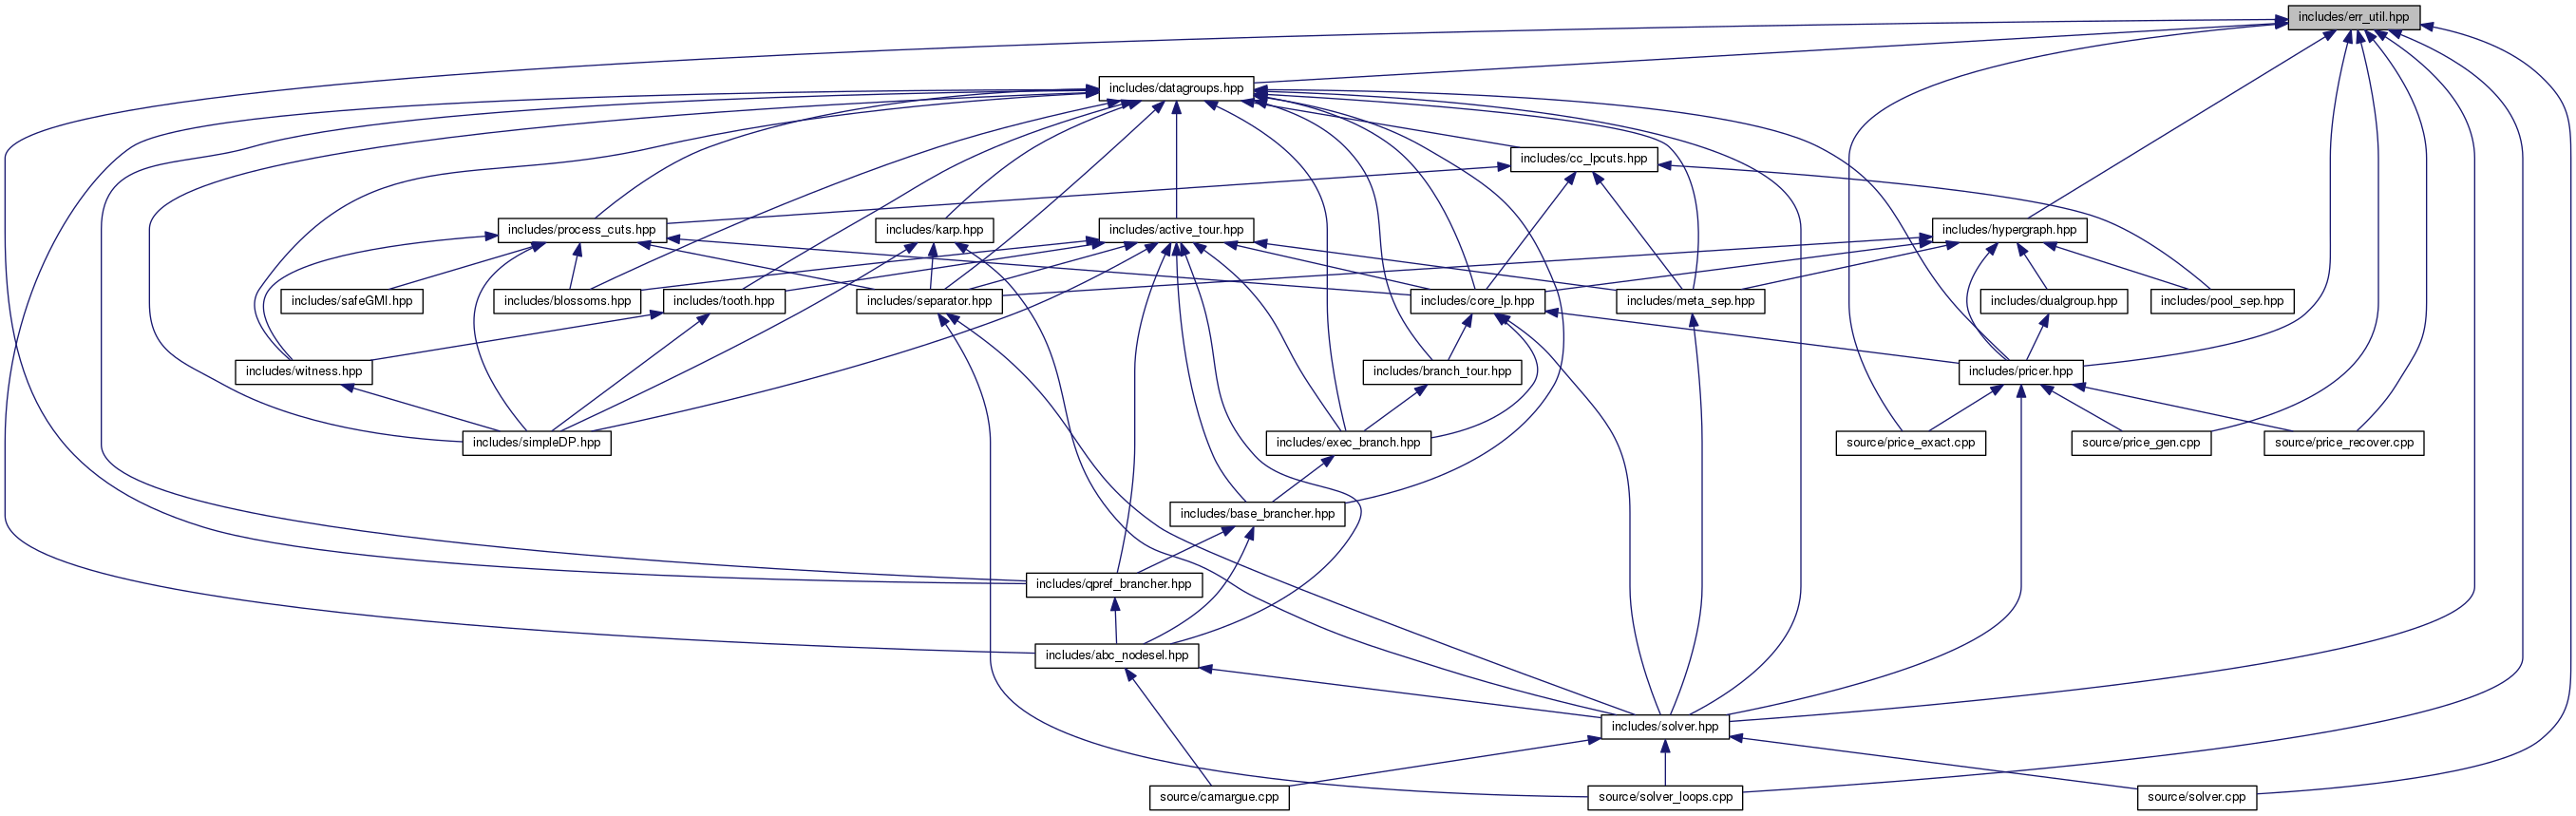 includes/err_util.hpp
includes/datagroups.hpp
includes/cc_lpcuts.hpp
includes/process_cuts.hpp
includes/karp.hpp
includes/active_tour.hpp
includes/hypergraph.hpp
includes/safeGMI.hpp
includes/blossoms.hpp
includes/tooth.hpp
includes/separator.hpp
includes/core_lp.hpp
includes/meta_sep.hpp
includes/dualgroup.hpp
includes/pool_sep.hpp
includes/witness.hpp
includes/branch_tour.hpp
includes/pricer.hpp
includes/simpleDP.hpp
includes/exec_branch.hpp
source/price_exact.cpp
source/price_gen.cpp
source/price_recover.cpp
includes/base_brancher.hpp
includes/qpref_brancher.hpp
includes/abc_nodesel.hpp
includes/solver.hpp
source/camargue.cpp
source/solver_loops.cpp
source/solver.cpp